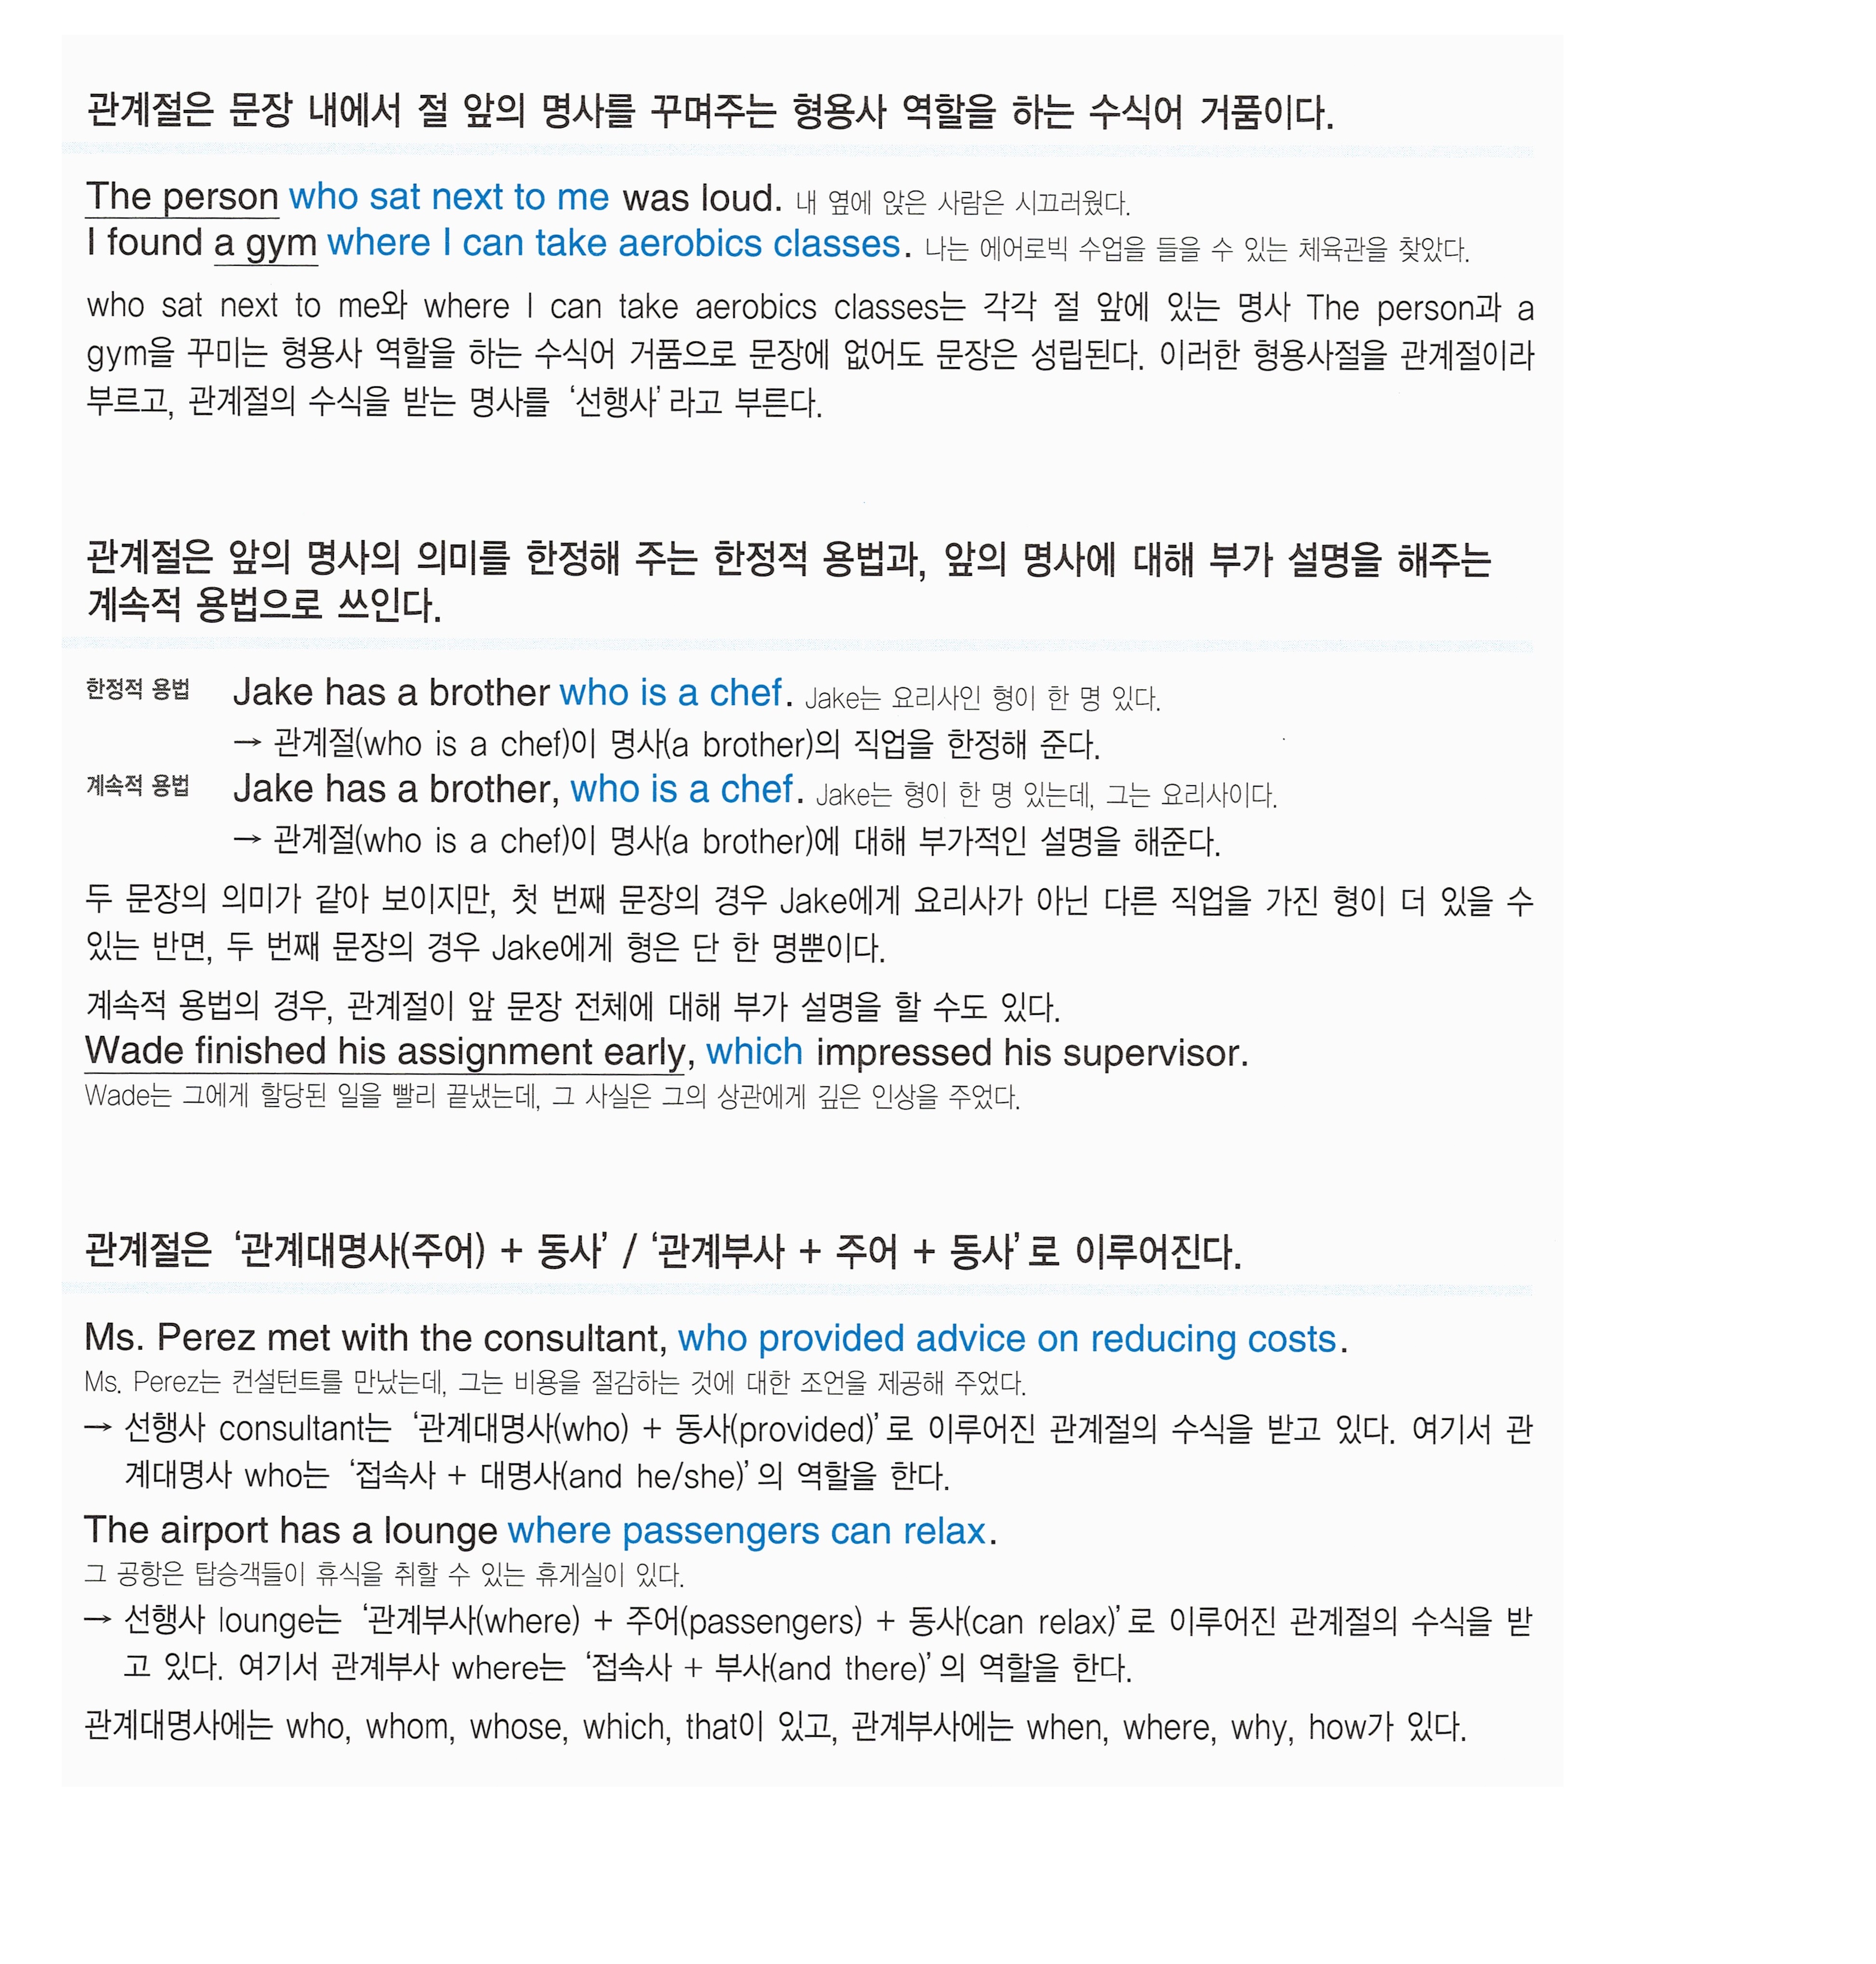 관계절은 문장 내에서 절 앞의 명사를 꾸며주는 형용사 역할을 하는 수식어 거품이다.
The person who sat next to me was loud. 내 옆에 앉은 사람은 시끄러웠다.
I found a gym where I can take aerobics classes. 나는 에어로빅 수업을 들을 수 있는 체육관을 찾았다.
who sat next to me와 where I can take aerobics classes는 각각 절 앞에 있는 명사 The person과 a
gym을 꾸미는 형용사 역할을 하는 수식어 거품으로 문장에 없어도 문장은 성립된다. 이러한 형용사절을 관계절이라
부르고, 관계절의 수식을 받는 명사를 ‘선행사’라고 부른다.
관계절은 앞의 명사의 의미를 한정해 주는 한정적 용법과, 앞의 명사에 대해 부가 설명을 해주는
계속적 용법으로 쓰인다.
한정적 용법 Jake has a brother who is a chef. Jake는 요리사인 형이 한 명 있다.
→ 관계절(who is a chef)이 명사(a brother)의 직업을 한정해 준다.
계속적 용법 Jake has a brother, who is a chef. Jake는 형이 한 명 있는데, 그는 요리사이다.
→ 관계절(who is a chef)이 명사(a brother)에 대해 부가적인 설명을 해준다.
두 문장의 의미가 같아 보이지만, 첫 번째 문장의 경우 Jake에게 요리사가 아닌 다른 직업을 가진 형이 더 있을 수
있는 반면, 두 번째 문장의 경우 Jake에게 형은 단 한 명뿐이다.
계속적 용법의 경우, 관계절이 앞 문장 전체에 대해 부가 설명을 할 수도 있다.
Wade finished his assignment early, which impressed his supervisor.
Wade는 그에게 할당된 일을 빨리 끝냈는데, 그 사실은 그의 상관에게 깊은 인상을 주었다.
관계절은 ‘관계대명사(주어) + 동사’ / ‘관계부사 + 주어 + 동사’로 이루어진다.
Ms. Perez met with the consultant, who provided advice on reducing costs.
Ms. Perez는 컨설턴트를 만났는데, 그는 비용을 절감하는 것에 대한 조언을 제공해 주었다.
→ 선행사 consultant는 ‘관계대명사(who) + 동사(provided)’로 이루어진 관계절의 수식을 받고 있다. 여기서 관
계대명사 who는 ‘접속사 + 대명사(and he/she)’의 역할을 한다.
The airport has a lounge where passengers can relax.
그 공항은 탑승객들이 휴식을 취할 수 있는 휴게실이 있다.
→ 선행사 lounge는 ‘관계부사(where) + 주어(passengers) + 동사(can relax)’로 이루어진 관계절의 수식을 받
고 있다. 여기서 관계부사 where는 ‘접속사 + 부사(and there)’의 역할을 한다.
관계대명사에는 who, whom, whose, which, that이 있고, 관계부사에는 when, where, why, how가 있다.